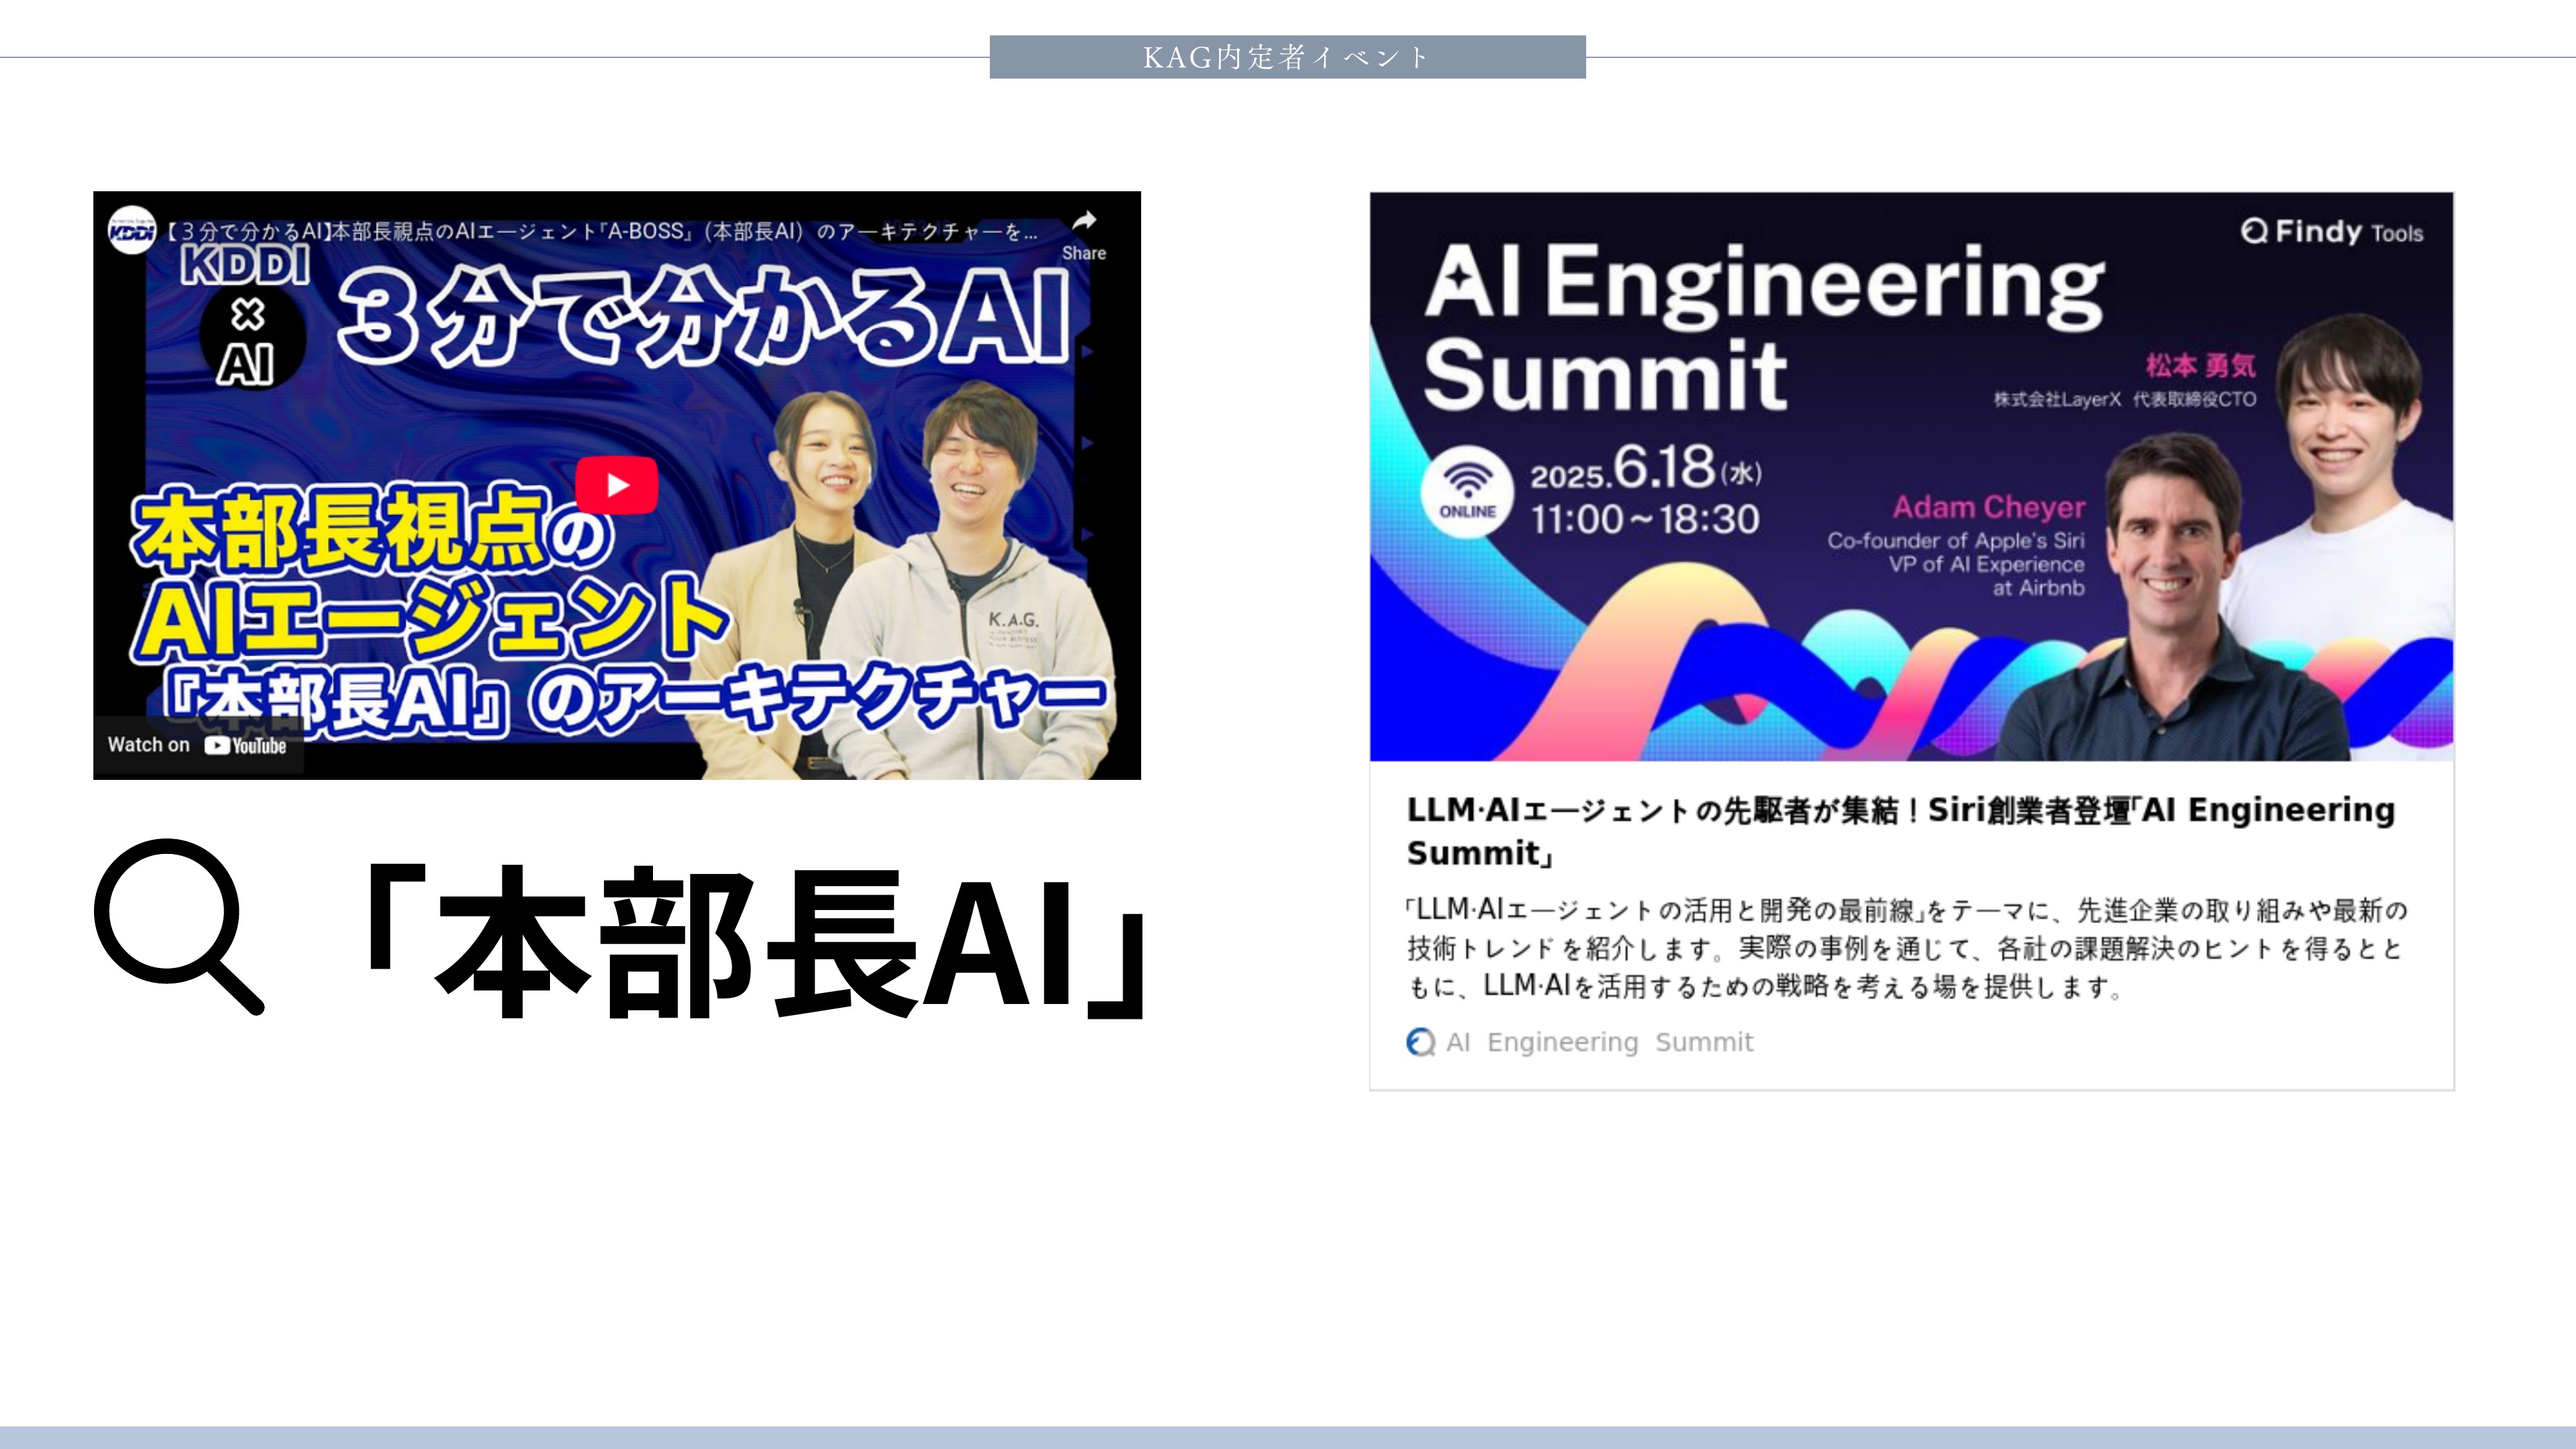 KAG内定者イベント
【３分で分かるAI】本部長視点のAIエージェント『A-BOSS』(本部長AI）のアーキテクチャーを...
Share
KDDI
×
AI
３分で分かるAI
本部長視点の
AIエージェント
『本部長AI』のアーキテクチャー
K.A.G.
Watch on YouTube
「本部長AI」
Findy Tools
AI Engineering
Summit
松本 勇気
株式会社LayerX 代表取締役CTO
ONLINE
2025.6.18(水)
11:00~18:30
Adam Cheyer
Co-founder of Apple's Siri
VP of AI Experience
at Airbnb
LLM·AIエージェントの先駆者が集結！Siri創業者登壇「AI Engineering
Summit」
「LLM·AIエージェントの活用と開発の最前線」をテーマに、先進企業の取り組みや最新の
技術トレンドを紹介します。実際の事例を通じて、各社の課題解決のヒントを得るとと
もに、LLM·AIを活用するための戦略を考える場を提供します。
AI Engineering Summit